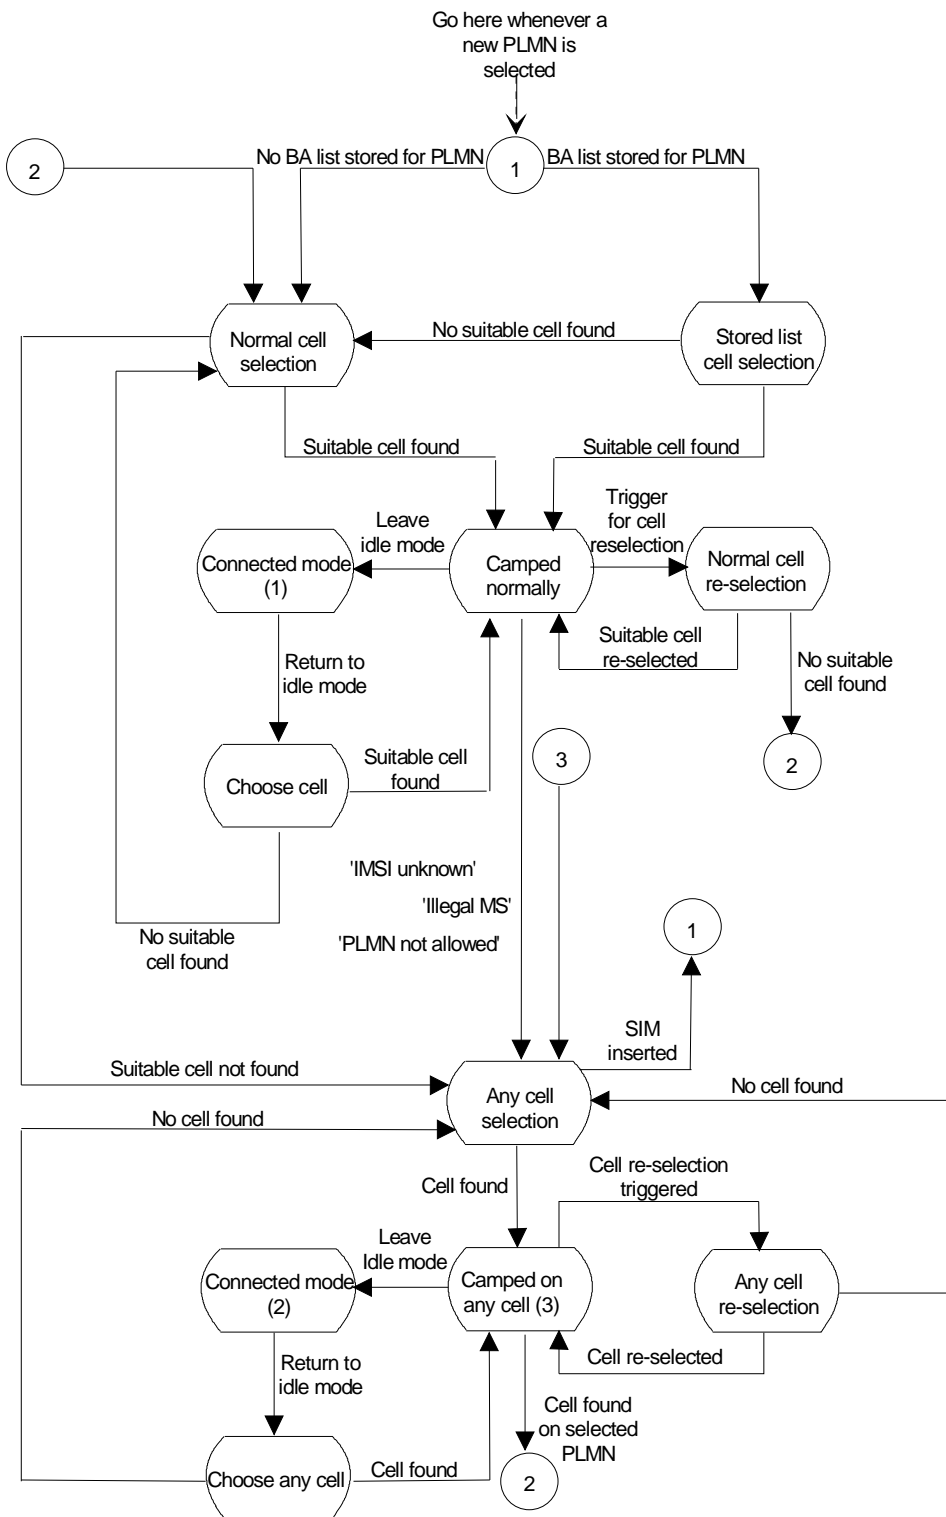 Go here whenever a
new PLMN is
selected
2
No BA list stored for PLMN
1
BA list stored for PLMN
Normal cell
selection
No suitable cell found
Stored list
cell selection
Suitable cell found
Suitable cell found
Leave
idle mode
Trigger
for cell
reselection
Connected mode
(1)
Camped
normally
Normal cell
re-selection
Suitable cell
re-selected
Return to
idle mode
No suitable
cell found
Choose cell
Suitable cell
found
3
2
'IMSI unknown'
'Illegal MS'
'PLMN not allowed'
No suitable
cell found
1
SIM
inserted
Suitable cell not found
Any cell
selection
No cell found
No cell found
Cell found
Cell re-selection
triggered
Leave
Idle mode
Connected mode
(2)
Camped on
any cell (3)
Any cell
re-selection
Return to
idle mode
Cell re-selected
Cell found
on selected
PLMN
Choose any cell
Cell found
2